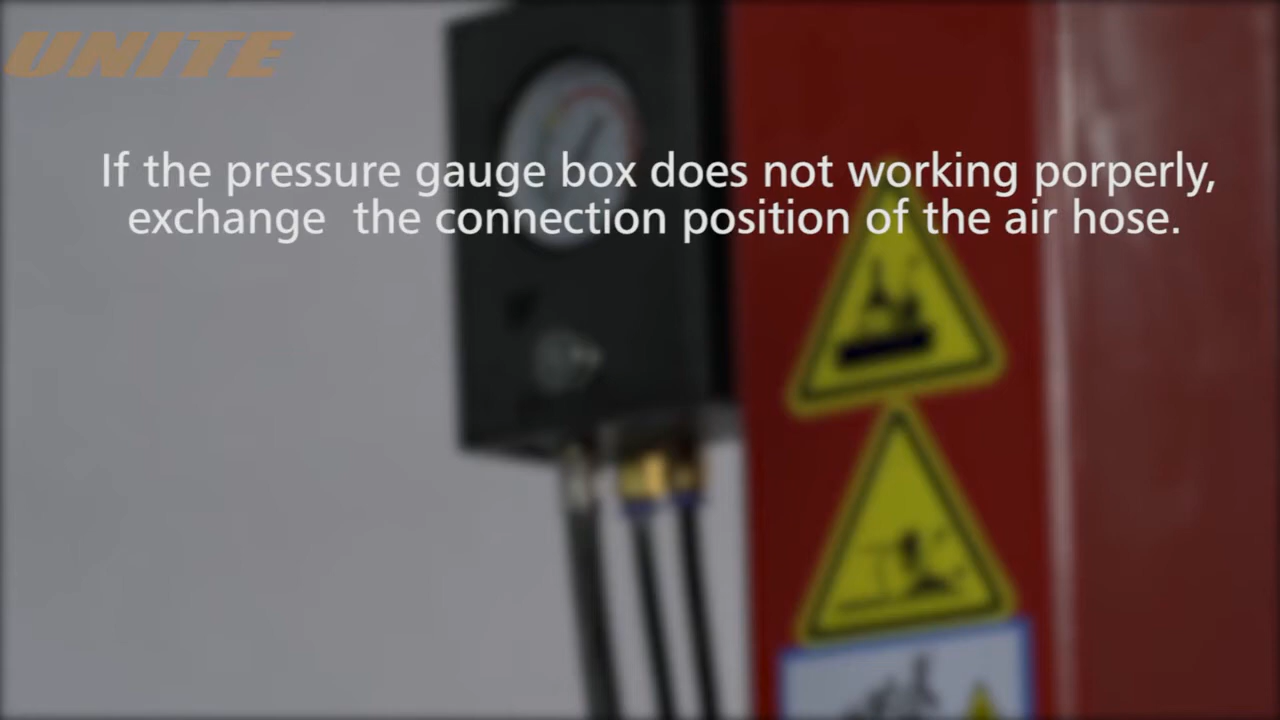 UNITE
If the pressure gauge box does not working porperly,
exchange  the connection position of the air hose.